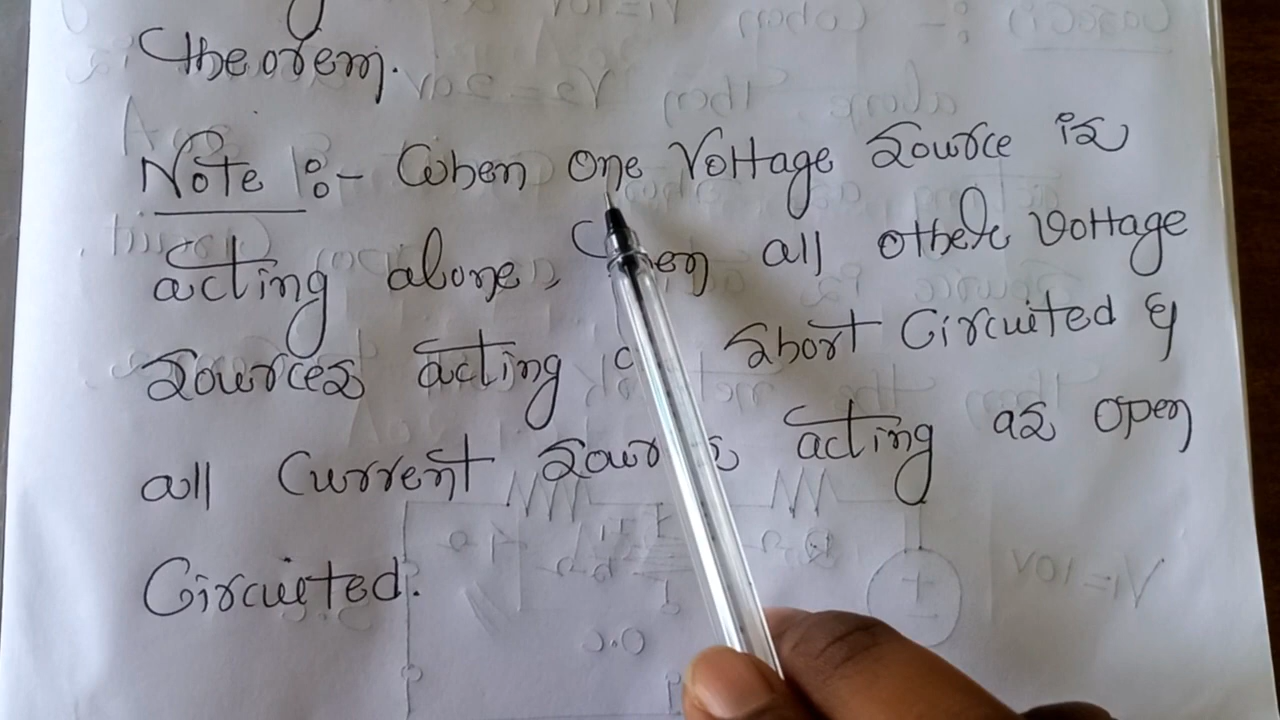 theorem.
Note :- When one Voltage Source is
acting alone, all other Voltage
Sources acting Short Circuited &
all Current acting as Open
Circuited.